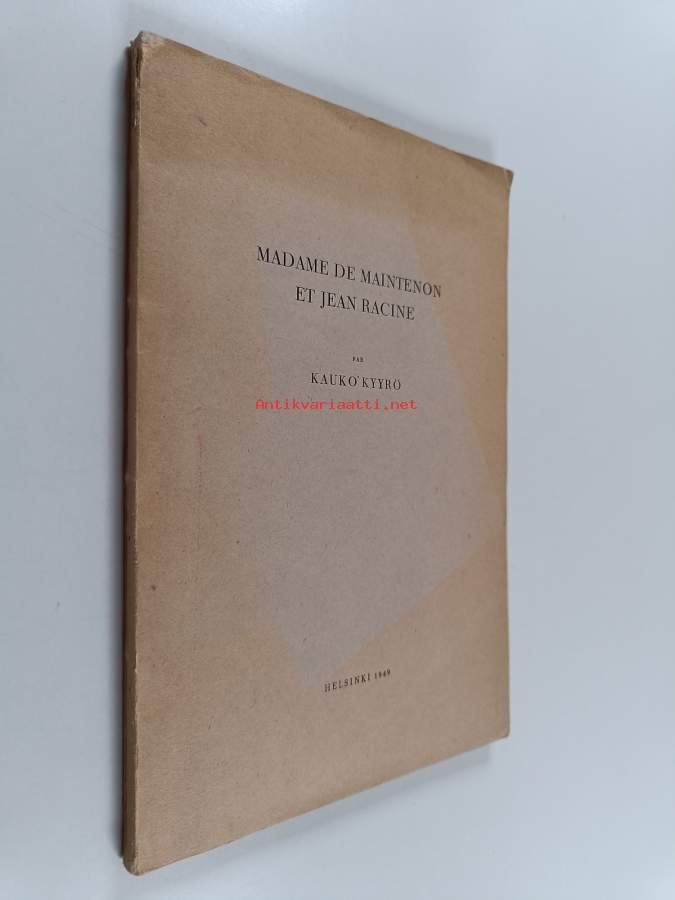 MADAME DE MAINTENON
ET JEAN RACINE
PAR
KAUKO KYYRÖ
Antikvariaatti.net
HELSINKI 1949